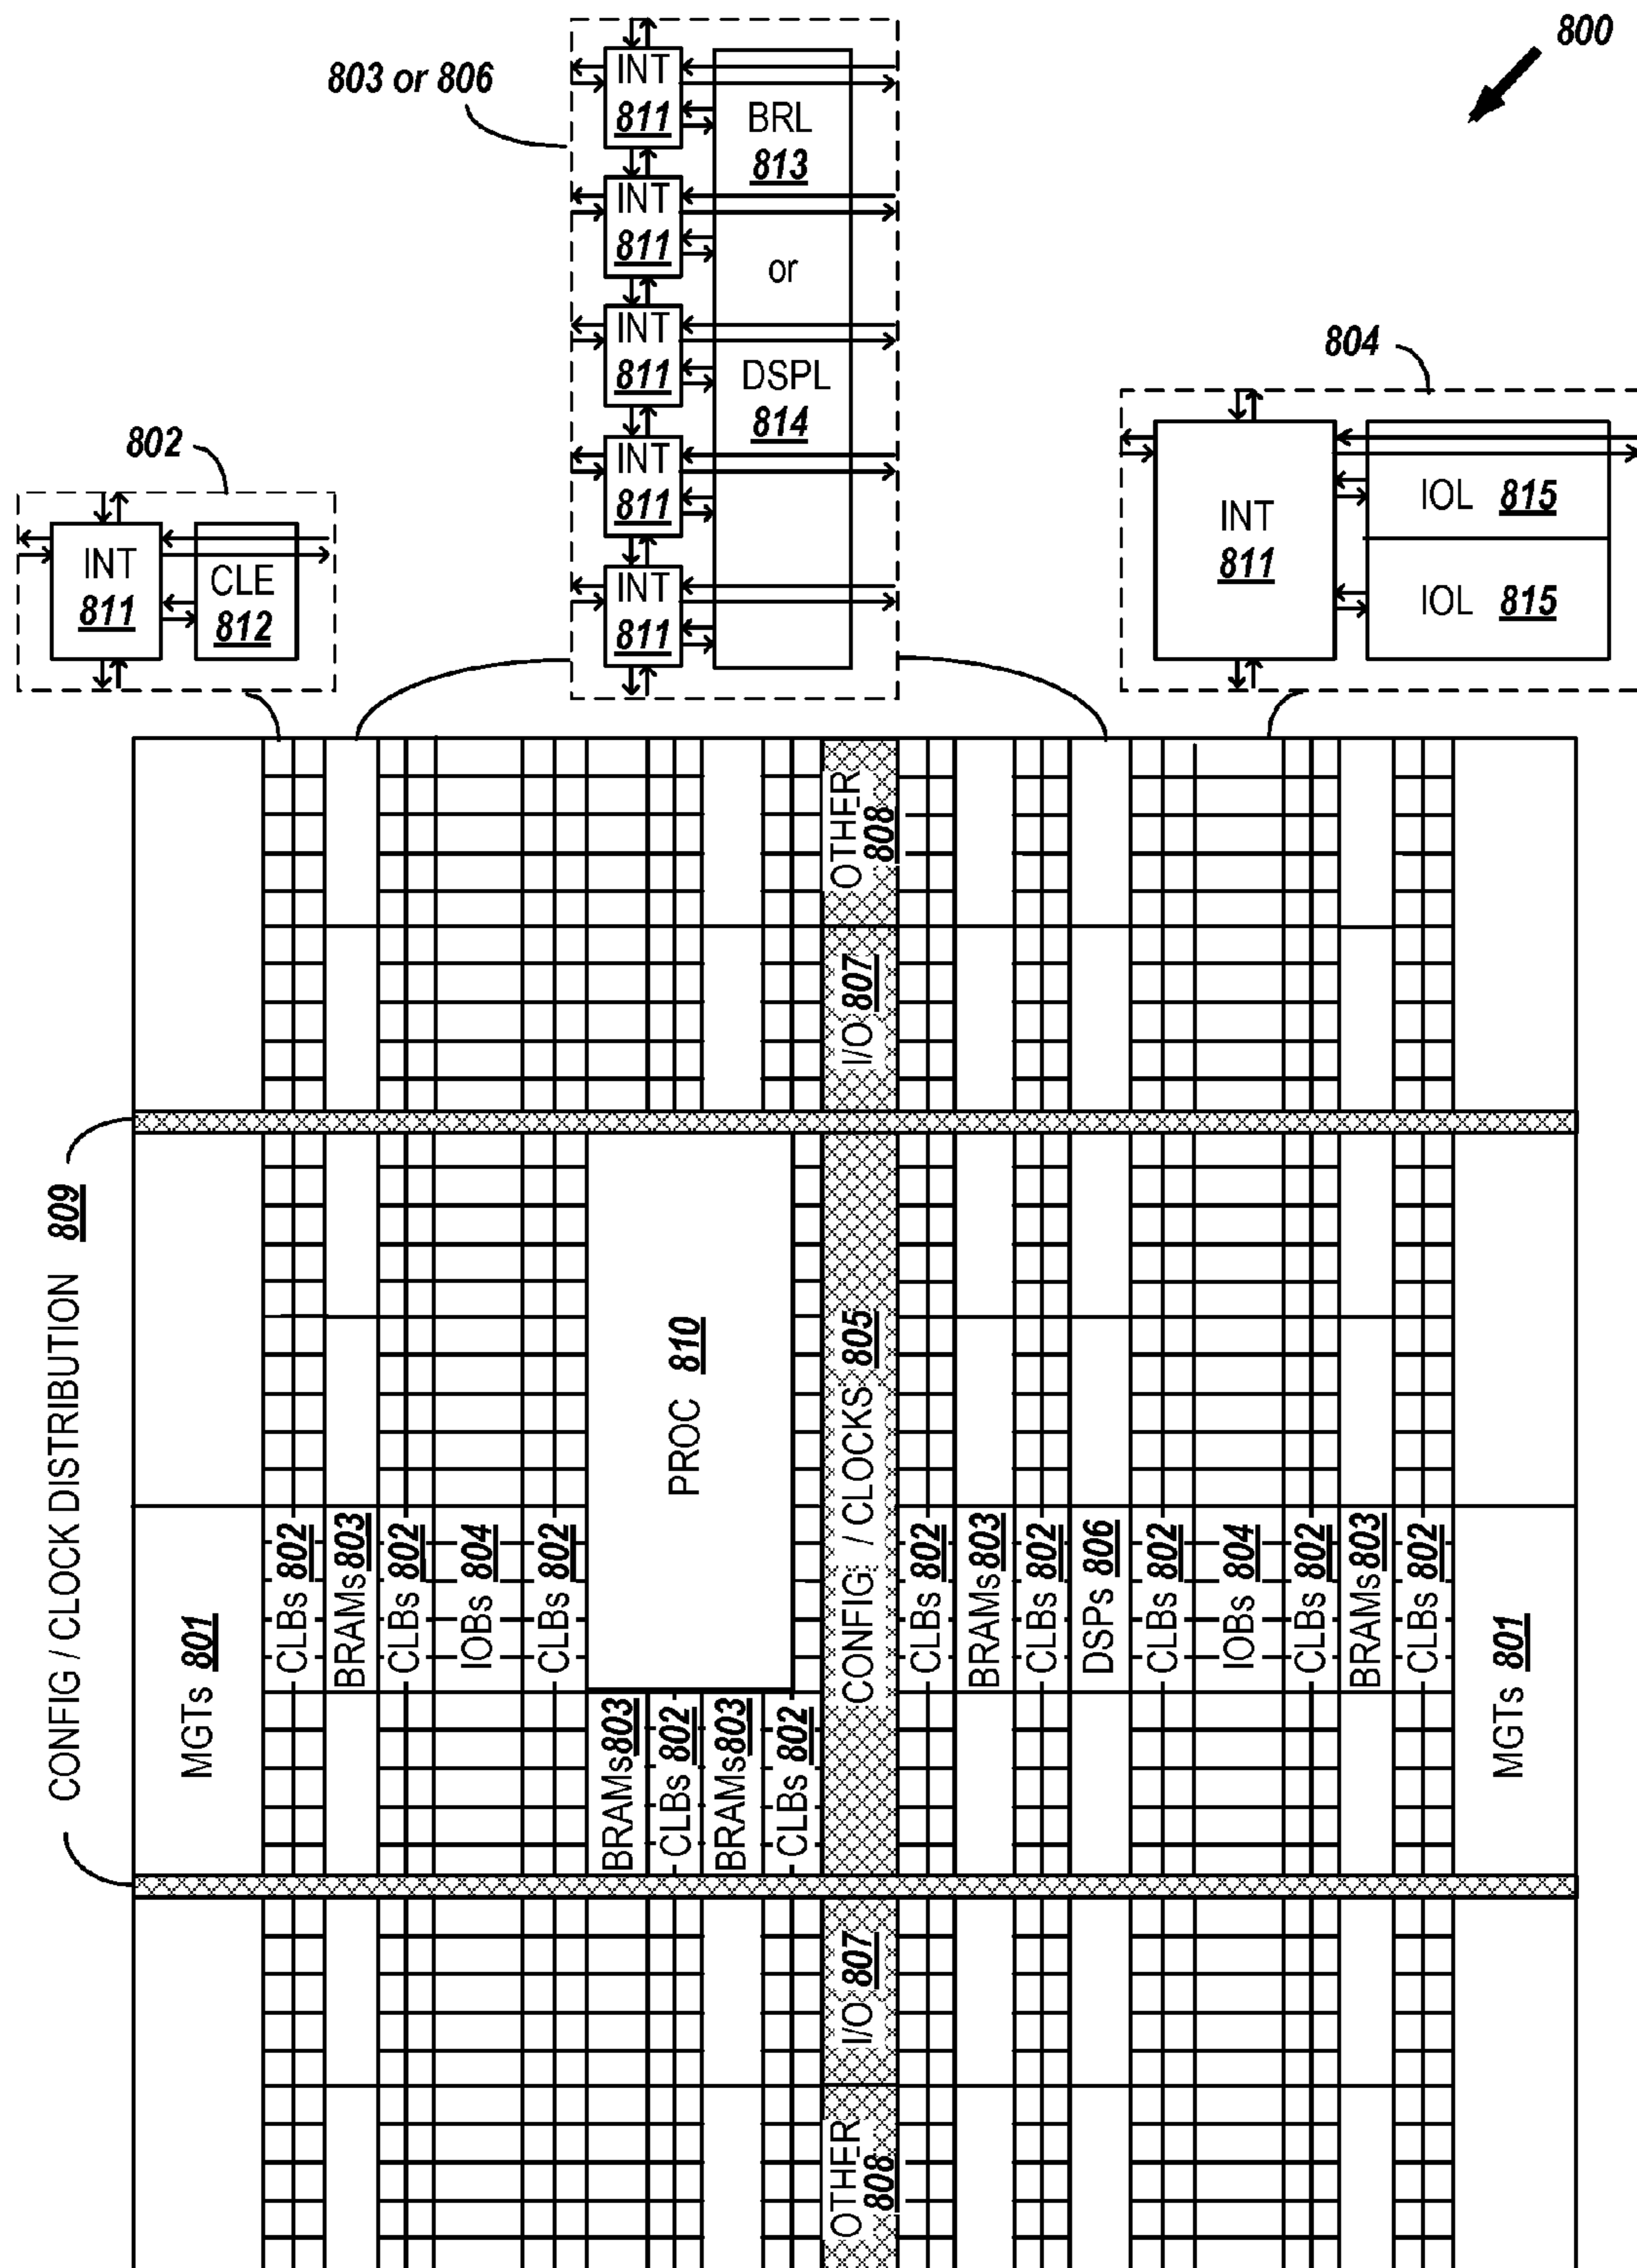 800
803 or 806
INT
811
INT
811
INT
811
INT
811
INT
811
BRL
813
or
DSPL
814
804
INT
811
IOL 815
IOL 815
802
INT
811
CLE
812
OTHER
808
I/O 807
CONFIG / CLOCK DISTRIBUTION 809
PROC 810
CONFIG / CLOCKS 805
MGTs 801
CLBs 802
BRAMs 803
CLBs 802
IOBs 804
CLBs 802
BRAMs 803
CLBs 802
BRAMs 803
CLBs 802
CLBs 802
BRAMs 803
CLBs 802
DSPs 806
CLBs 802
IOBs 804
CLBs 802
BRAMs 803
CLBs 802
MGTs 801
I/O 807
OTHER
808